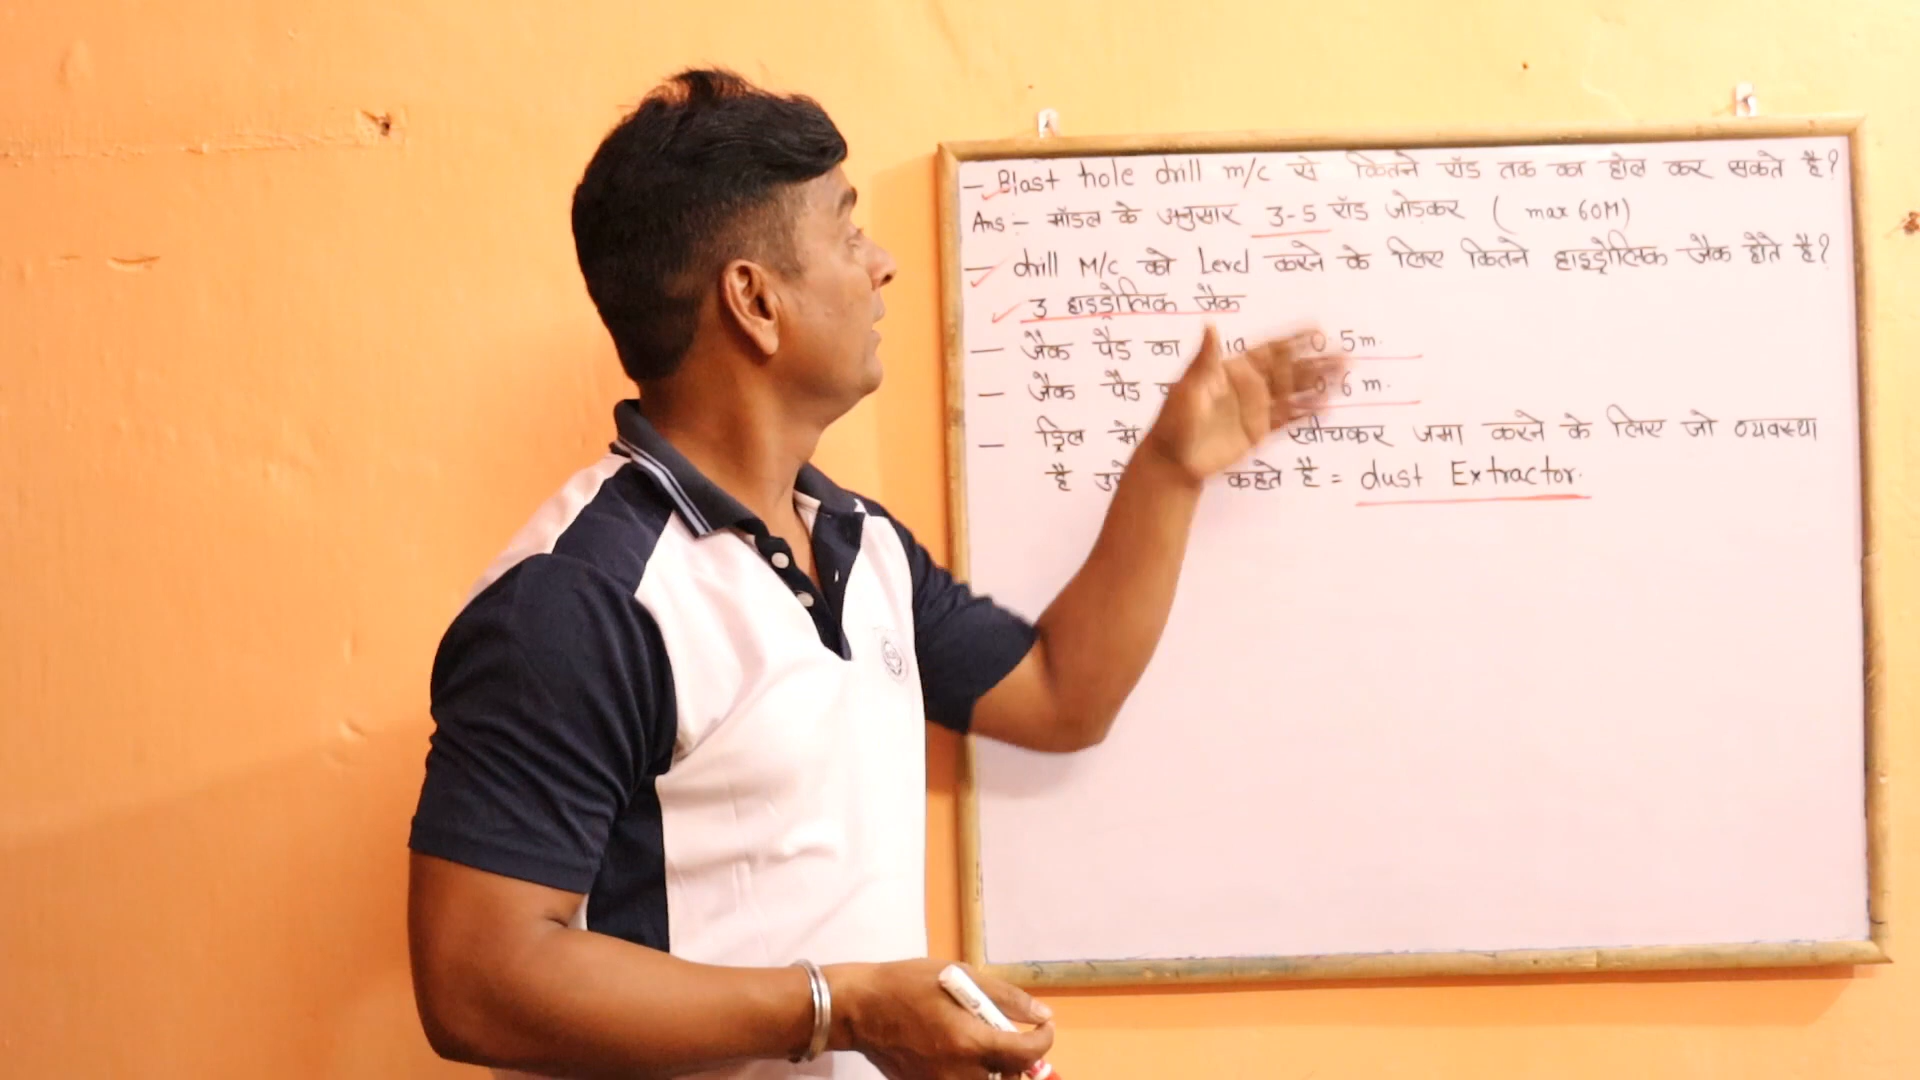 - Blast hole drill m/c से कितने रॉड तक का होल कर सकते है?
Ans:- मॉडल के अनुसार 3-5 रॉड जोड़कर (max 60M)
- drill M/c को Level करने के लिए कितने हाइड्रोलिक जैक होते है?
3 हाइड्रोलिक जैक
- जैक पैड का 0.5m.
- जैक पैड 0.6 m.
- ड्रिल से खींचकर जमा करने के लिए जो व्यवस्था
है कहते है = dust Extractor.